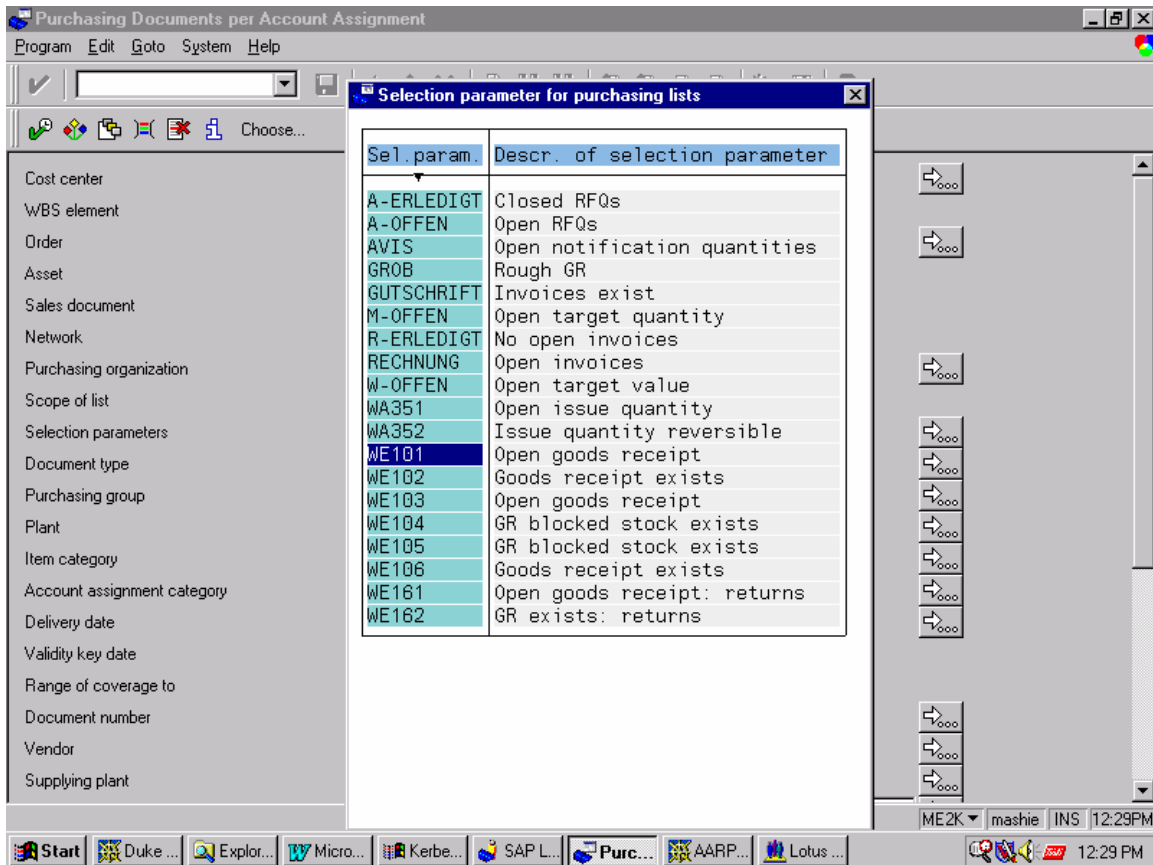 Purchasing Documents per Account Assignment
Program Edit Goto System Help
Selection parameter for purchasing lists
Choose...
Sel.param. Descr. of selection parameter
A-ERLEDIGT Closed RFQs
A-OFFEN Open RFQs
AVIS Open notification quantities
GROB Rough GR
GUTSCHRIFT Invoices exist
M-OFFEN Open target quantity
R-ERLEDIGT No open invoices
RECHNUNG Open invoices
W-OFFEN Open target value
WA351 Open issue quantity
WA352 Issue quantity reversible
WE101 Open goods receipt
WE102 Goods receipt exists
WE103 Open goods receipt
WE104 GR blocked stock exists
WE105 GR blocked stock exists
WE106 Goods receipt exists
WE161 Open goods receipt: returns
WE162 GR exists: returns
Cost center
WBS element
Order
Asset
Sales document
Network
Purchasing organization
Scope of list
Selection parameters
Document type
Purchasing group
Plant
Item category
Account assignment category
Delivery date
Validity key date
Range of coverage to
Document number
Vendor
Supplying plant
ME2K mashie INS 12:29PM
Start Duke ... Explor... Micro... Kerbe... SAP L... Purc... AARP... Lotus ... 12:29 PM